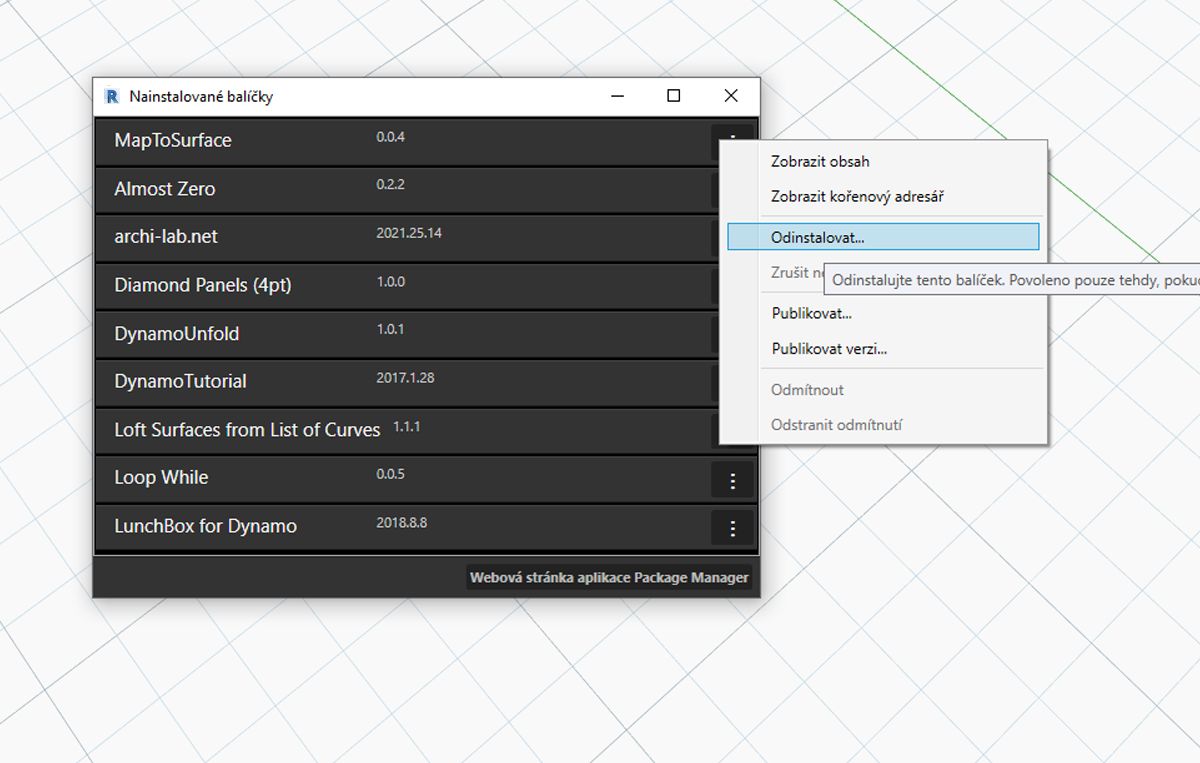 R Nainstalované balíčky
MapToSurface 0.0.4
Almost Zero 0.2.2
archi-lab.net 2021.25.14
Diamond Panels (4pt) 1.0.0
DynamoUnfold 1.0.1
DynamoTutorial 2017.1.28
Loft Surfaces from List of Curves 1.1.1
Loop While 0.0.5
LunchBox for Dynamo 2018.8.8
Webová stránka aplikace Package Manager
Zobrazit obsah
Zobrazit kořenový adresář
Odinstalovat...
Zrušit
Odinstalujte tento balíček. Povoleno pouze tehdy,
Publikovat...
Publikovat verzi...
Odmítnout
Odstranit odmítnutí